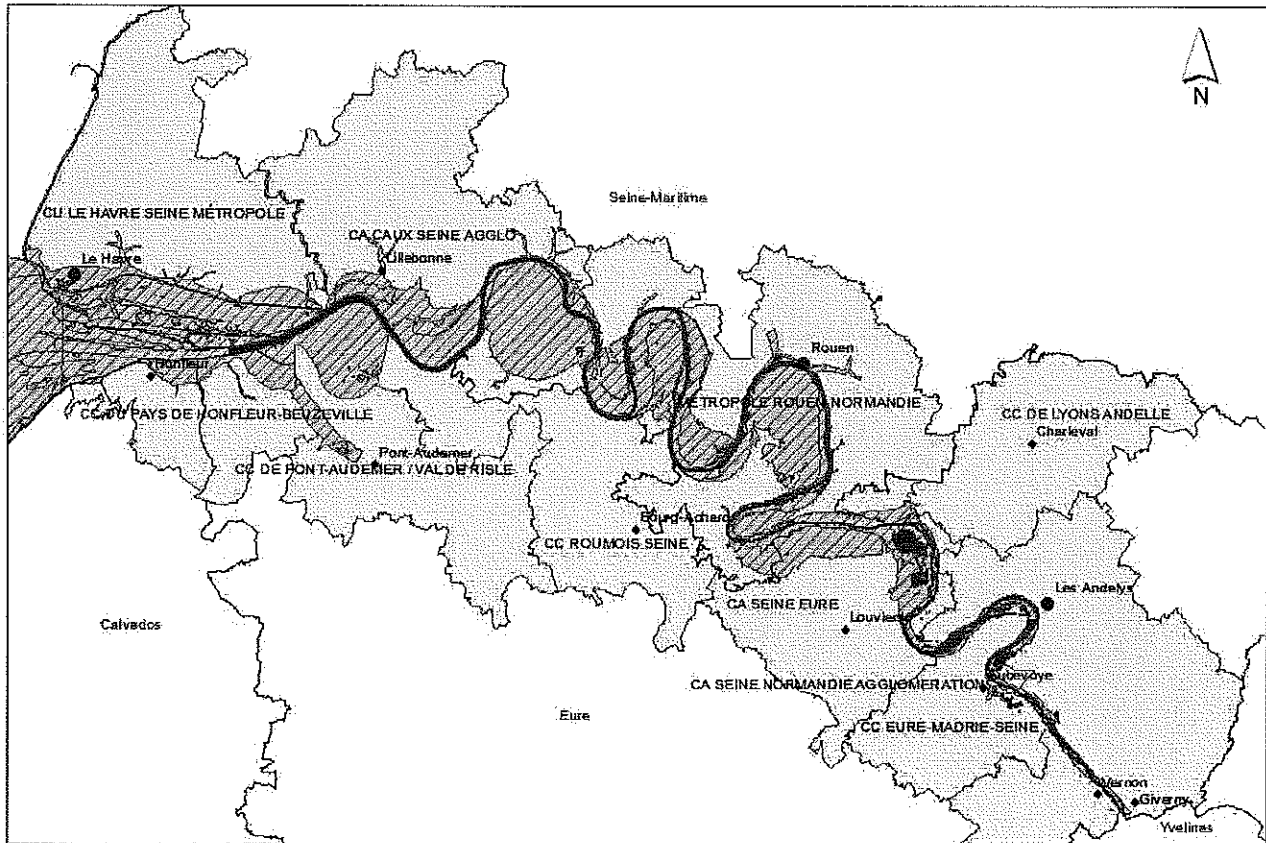 N
Seine-Maritime
CU LE HAVRE SEINE MÉTROPOLE
CA CAUX SEINE AGGLO
Lillebonne
Le Havre
Honfleur
Rouen
CC DU PAYS DE HONFLEUR-BEUZEVILLE
MÉTROPOLE ROUEN NORMANDIE
CC DE LYONS ANDELLE
Charleval
Pont-Audemer
CC DE PONT-AUDEMER / VAL DE RISLE
Bourg-Achard
CC ROUMOIS SEINE
Les Andelys
CA SEINE EURE
Louviers
Calvados
Aubevoye
CA SEINE NORMANDIE AGGLOMERATION
Eure
CC EURE-MADRIE-SEINE
Vernon
Giverny
Yvelines